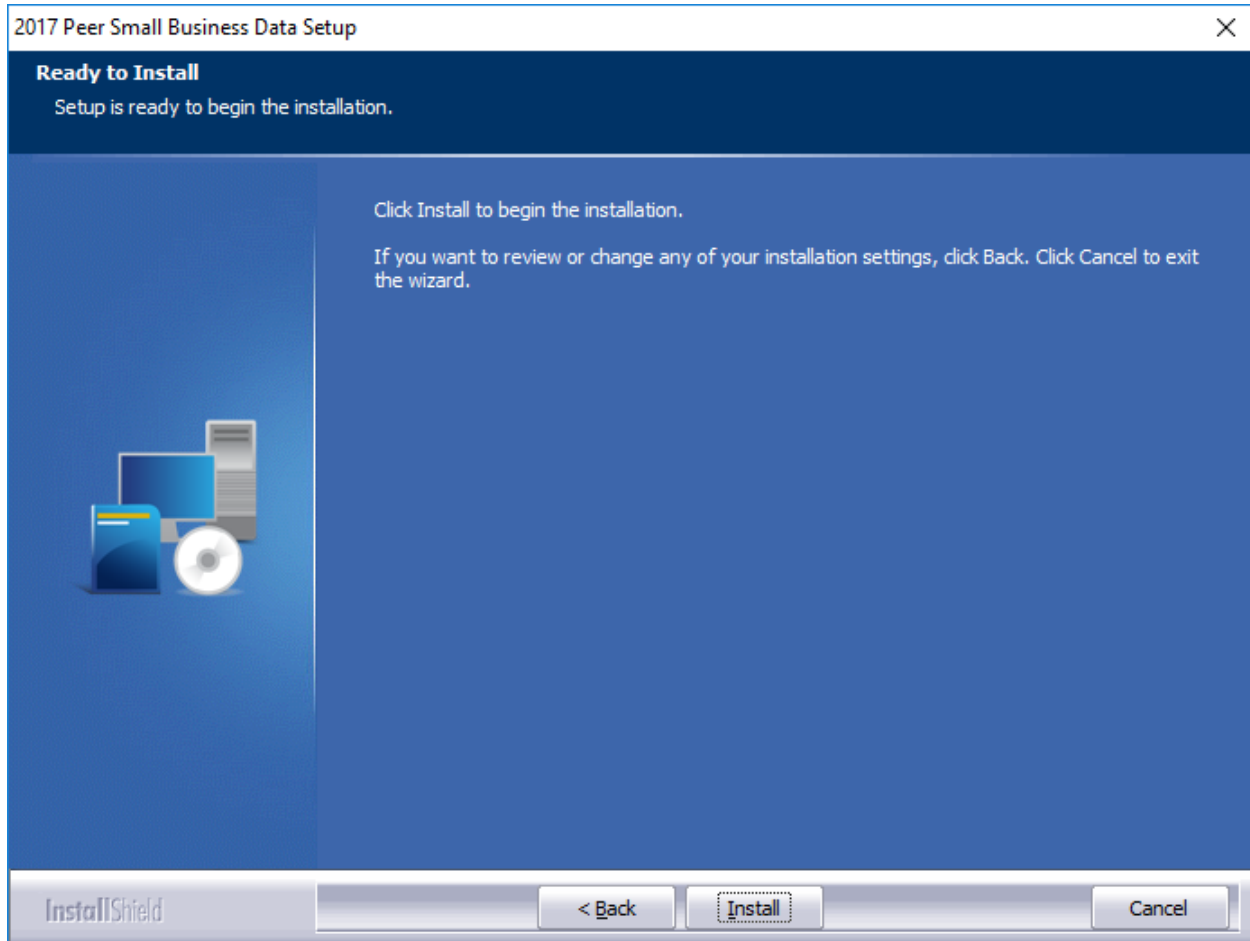 2017 Peer Small Business Data Setup
Ready to Install
Setup is ready to begin the installation.
Click Install to begin the installation.
If you want to review or change any of your installation settings, click Back. Click Cancel to exit
the wizard.
InstallShield
< Back
Install
Cancel